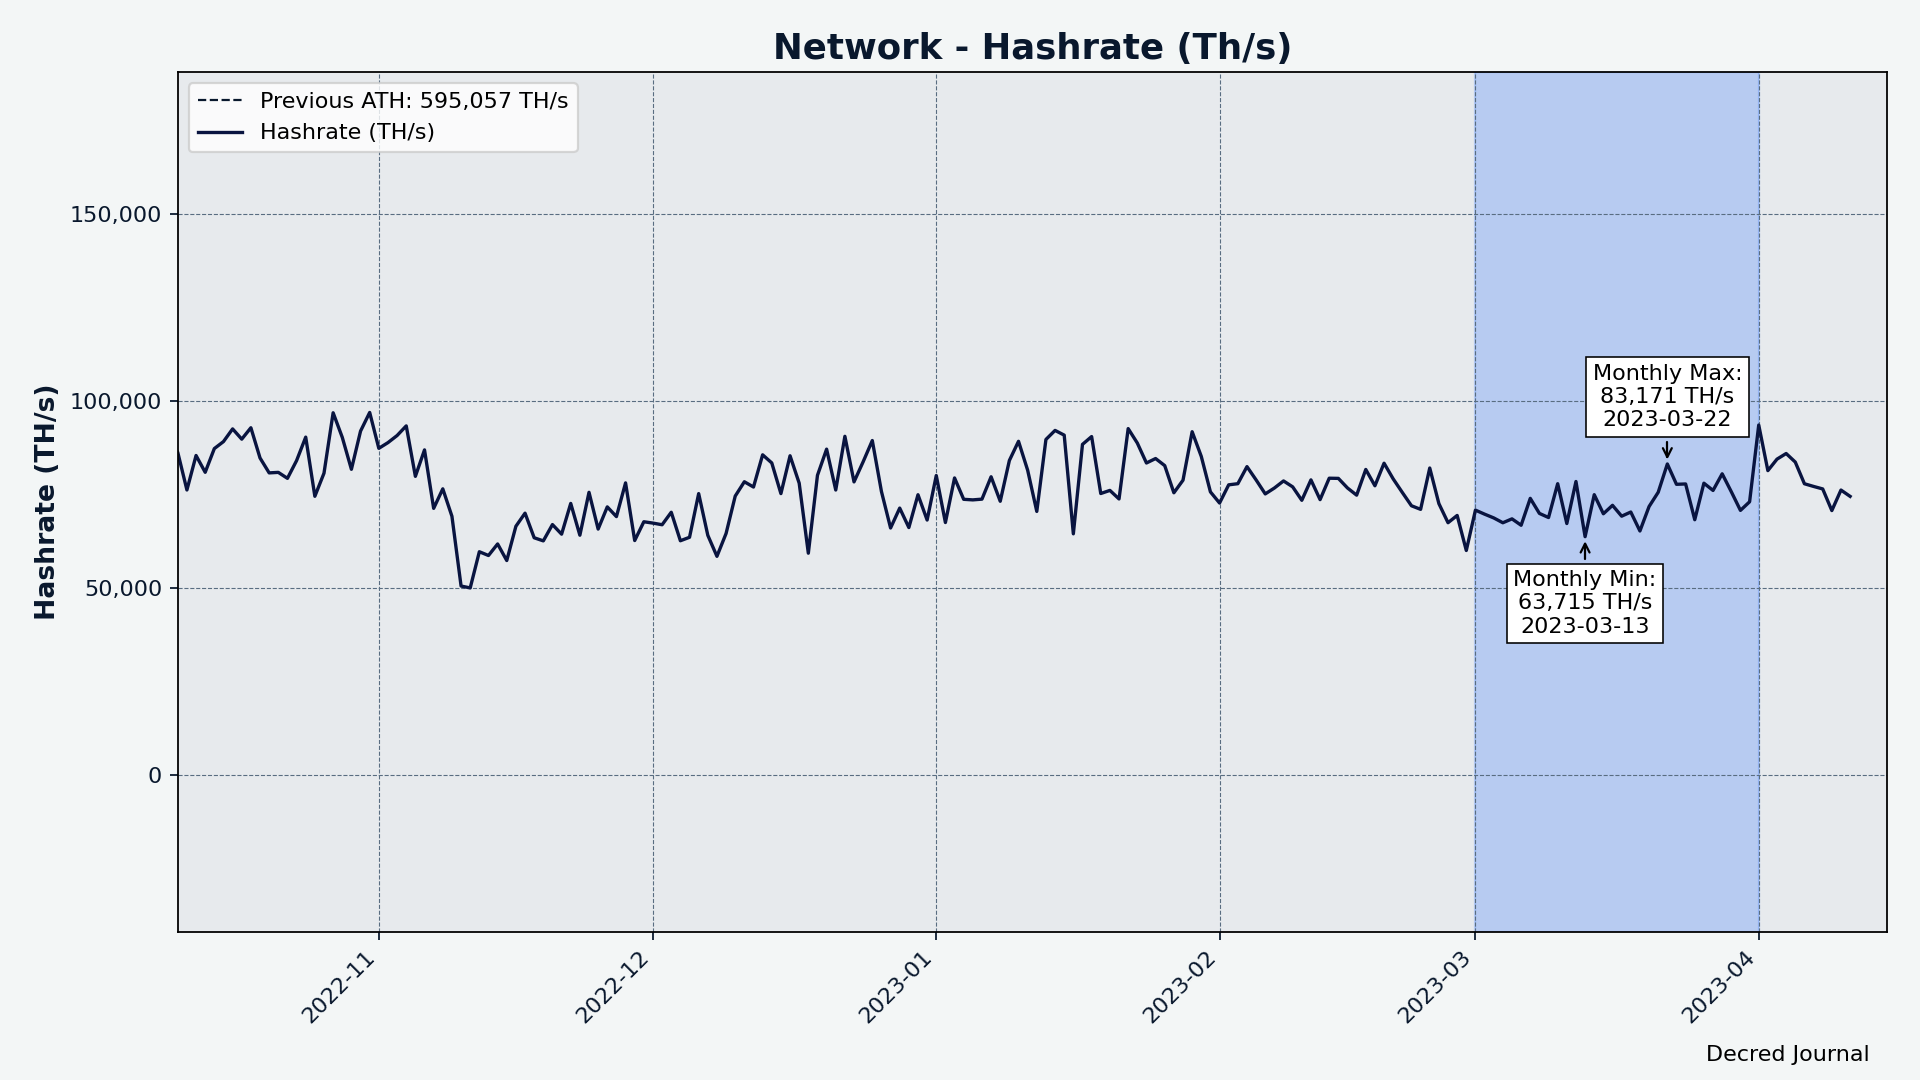 Network - Hashrate (Th/s)
Previous ATH: 595,057 TH/s
Hashrate (TH/s)
Hashrate (TH/s)
150,000
100,000
50,000
0
Monthly Max:
83,171 TH/s
2023-03-22
Monthly Min:
63,715 TH/s
2023-03-13
2022-11
2022-12
2023-01
2023-02
2023-03
2023-04
Decred Journal